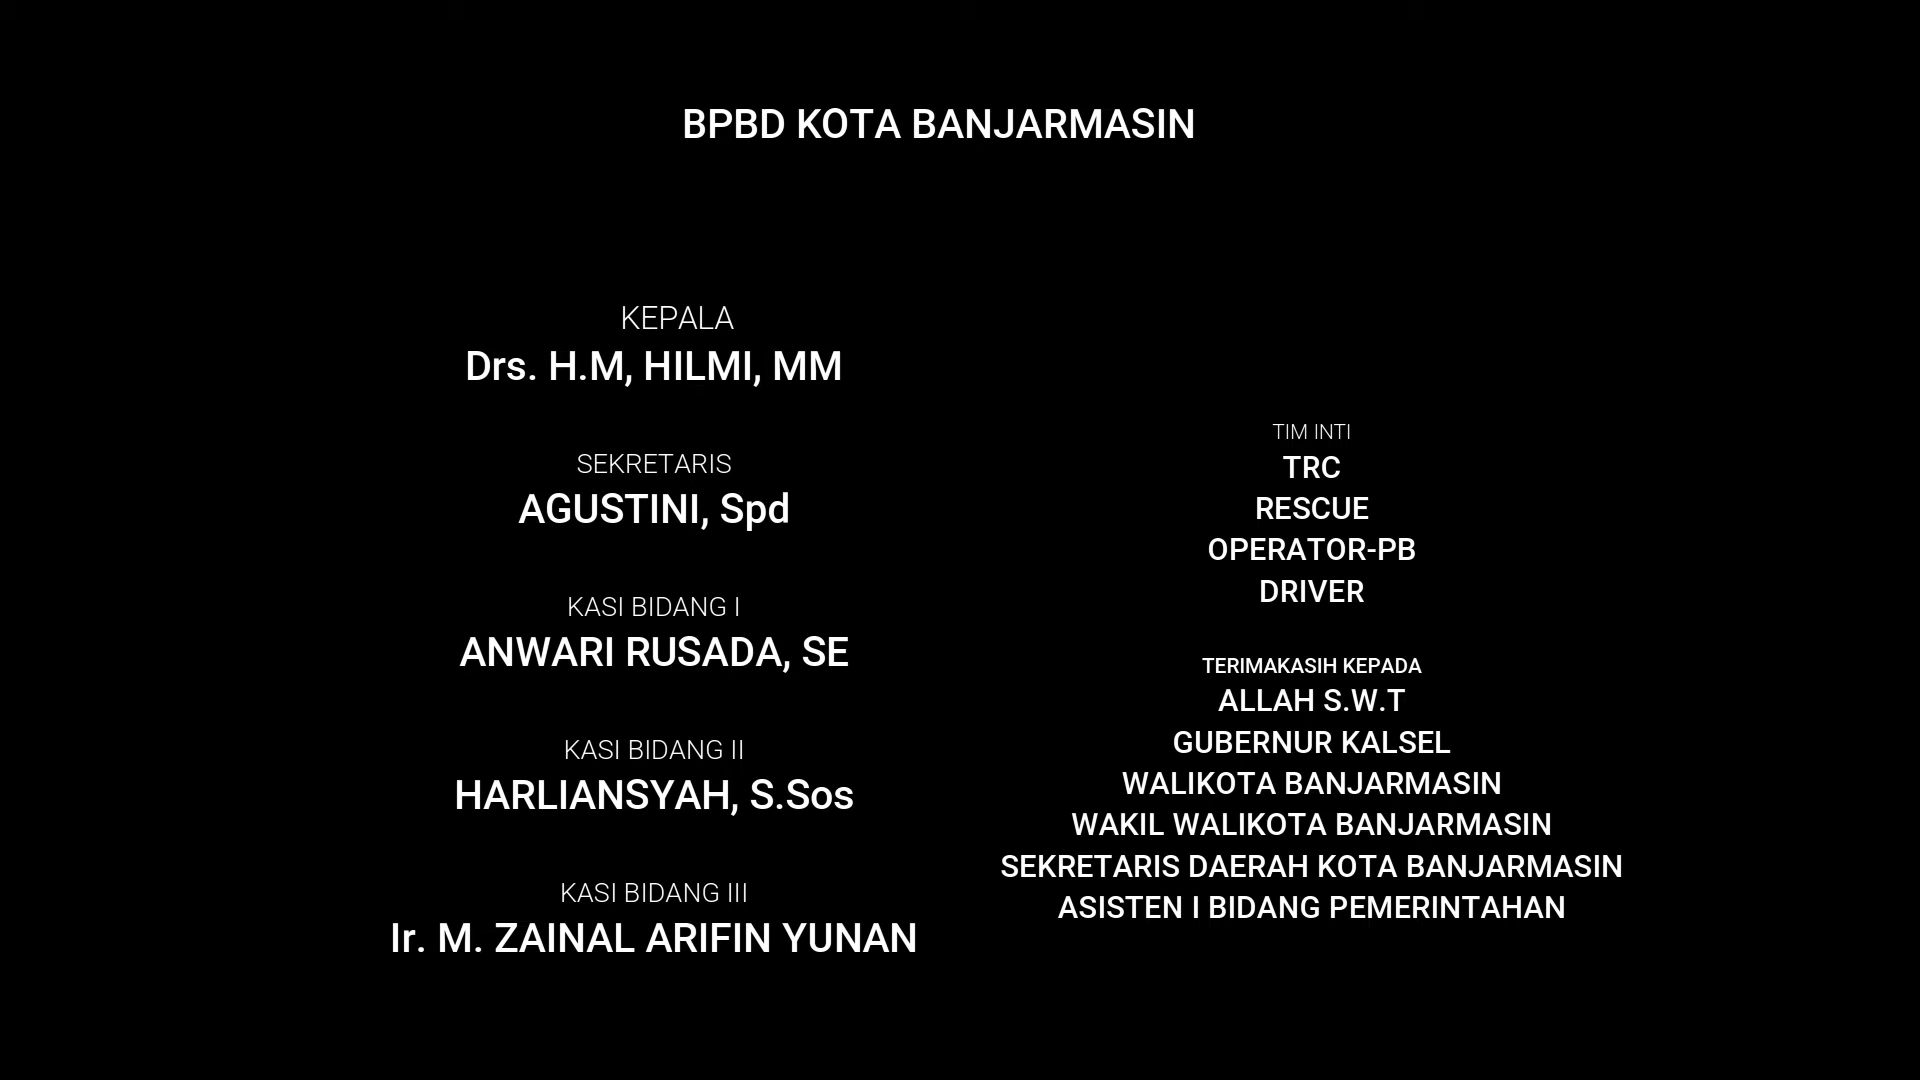 BPBD KOTA BANJARMASIN
KEPALA
Drs. H.M, HILMI, MM
SEKRETARIS
AGUSTINI, Spd
KASI BIDANG I
ANWARI RUSADA, SE
KASI BIDANG II
HARLIANSYAH, S.Sos
KASI BIDANG III
Ir. M. ZAINAL ARIFIN YUNAN
TIM INTI
TRC
RESCUE
OPERATOR-PB
DRIVER
TERIMAKASIH KEPADA
ALLAH S.W.T
GUBERNUR KALSEL
WALIKOTA BANJARMASIN
WAKIL WALIKOTA BANJARMASIN
SEKRETARIS DAERAH KOTA BANJARMASIN
ASISTEN I BIDANG PEMERINTAHAN